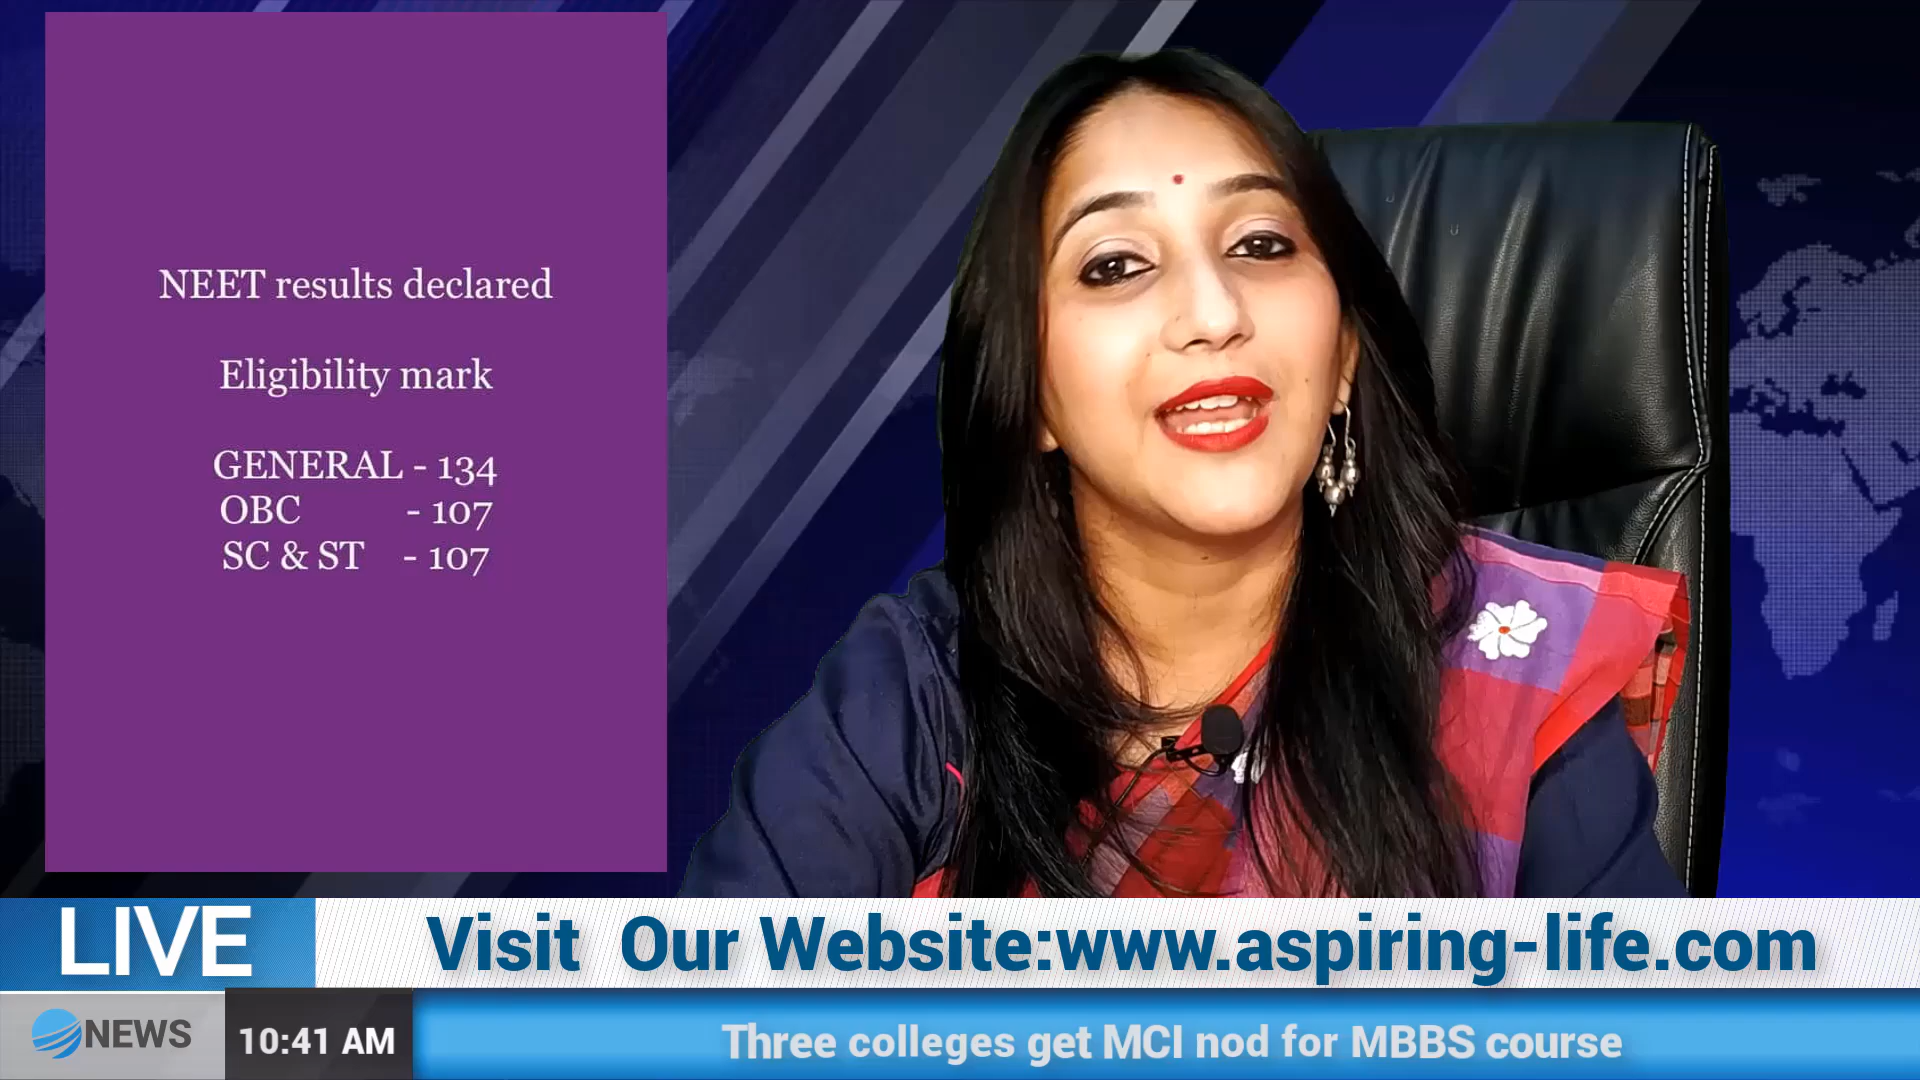 NEET results declared
Eligibility mark
GENERAL - 134
OBC - 107
SC & ST - 107
LIVE
Visit Our Website:www.aspiring-life.com
NEWS
10:41 AM
Three colleges get MCI nod for MBBS course